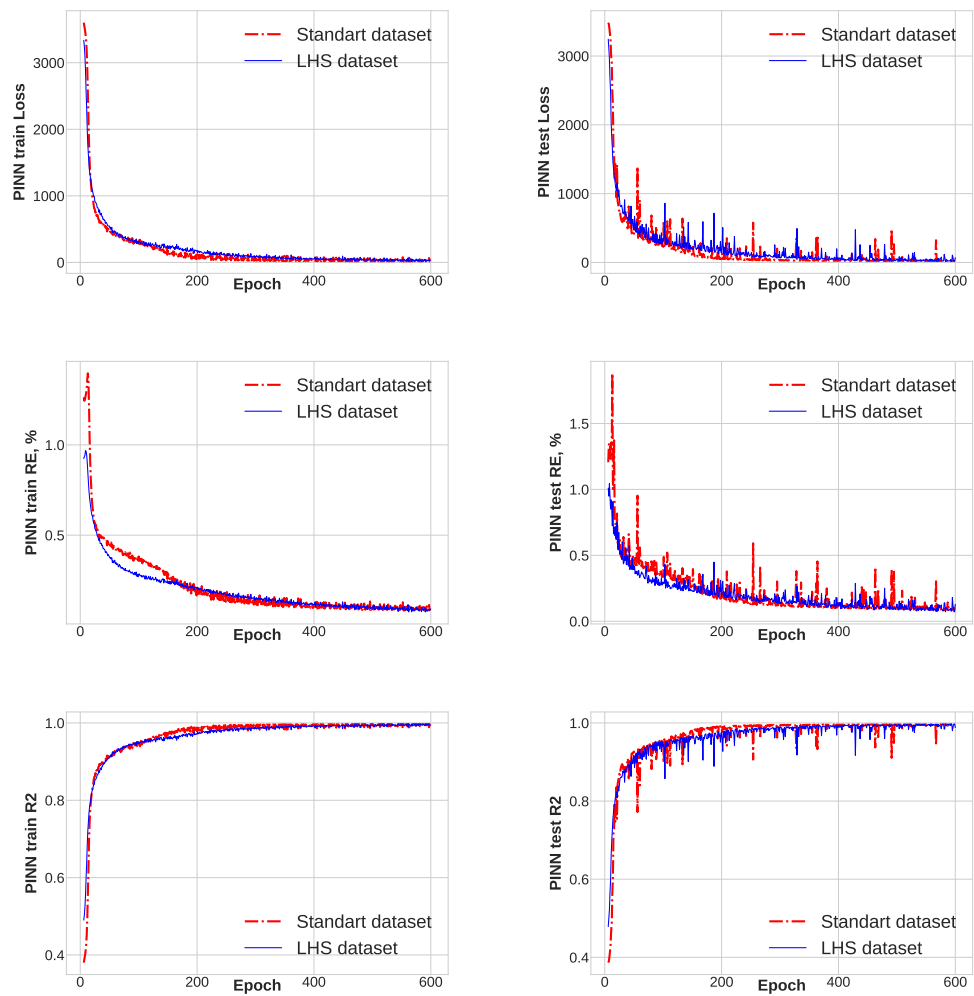 PINN train Loss
3000
2000
1000
0
0 200 400 600
Epoch
Standart dataset
LHS dataset
PINN test Loss
3000
2000
1000
0
0 200 400 600
Epoch
Standart dataset
LHS dataset
PINN train RE, %
1.0
0.5
0 200 400 600
Epoch
Standart dataset
LHS dataset
PINN test RE, %
1.5
1.0
0.5
0.0
0 200 400 600
Epoch
Standart dataset
LHS dataset
PINN train R2
1.0
0.8
0.6
0.4
0 200 400 600
Epoch
Standart dataset
LHS dataset
PINN test R2
1.0
0.8
0.6
0.4
0 200 400 600
Epoch
Standart dataset
LHS dataset